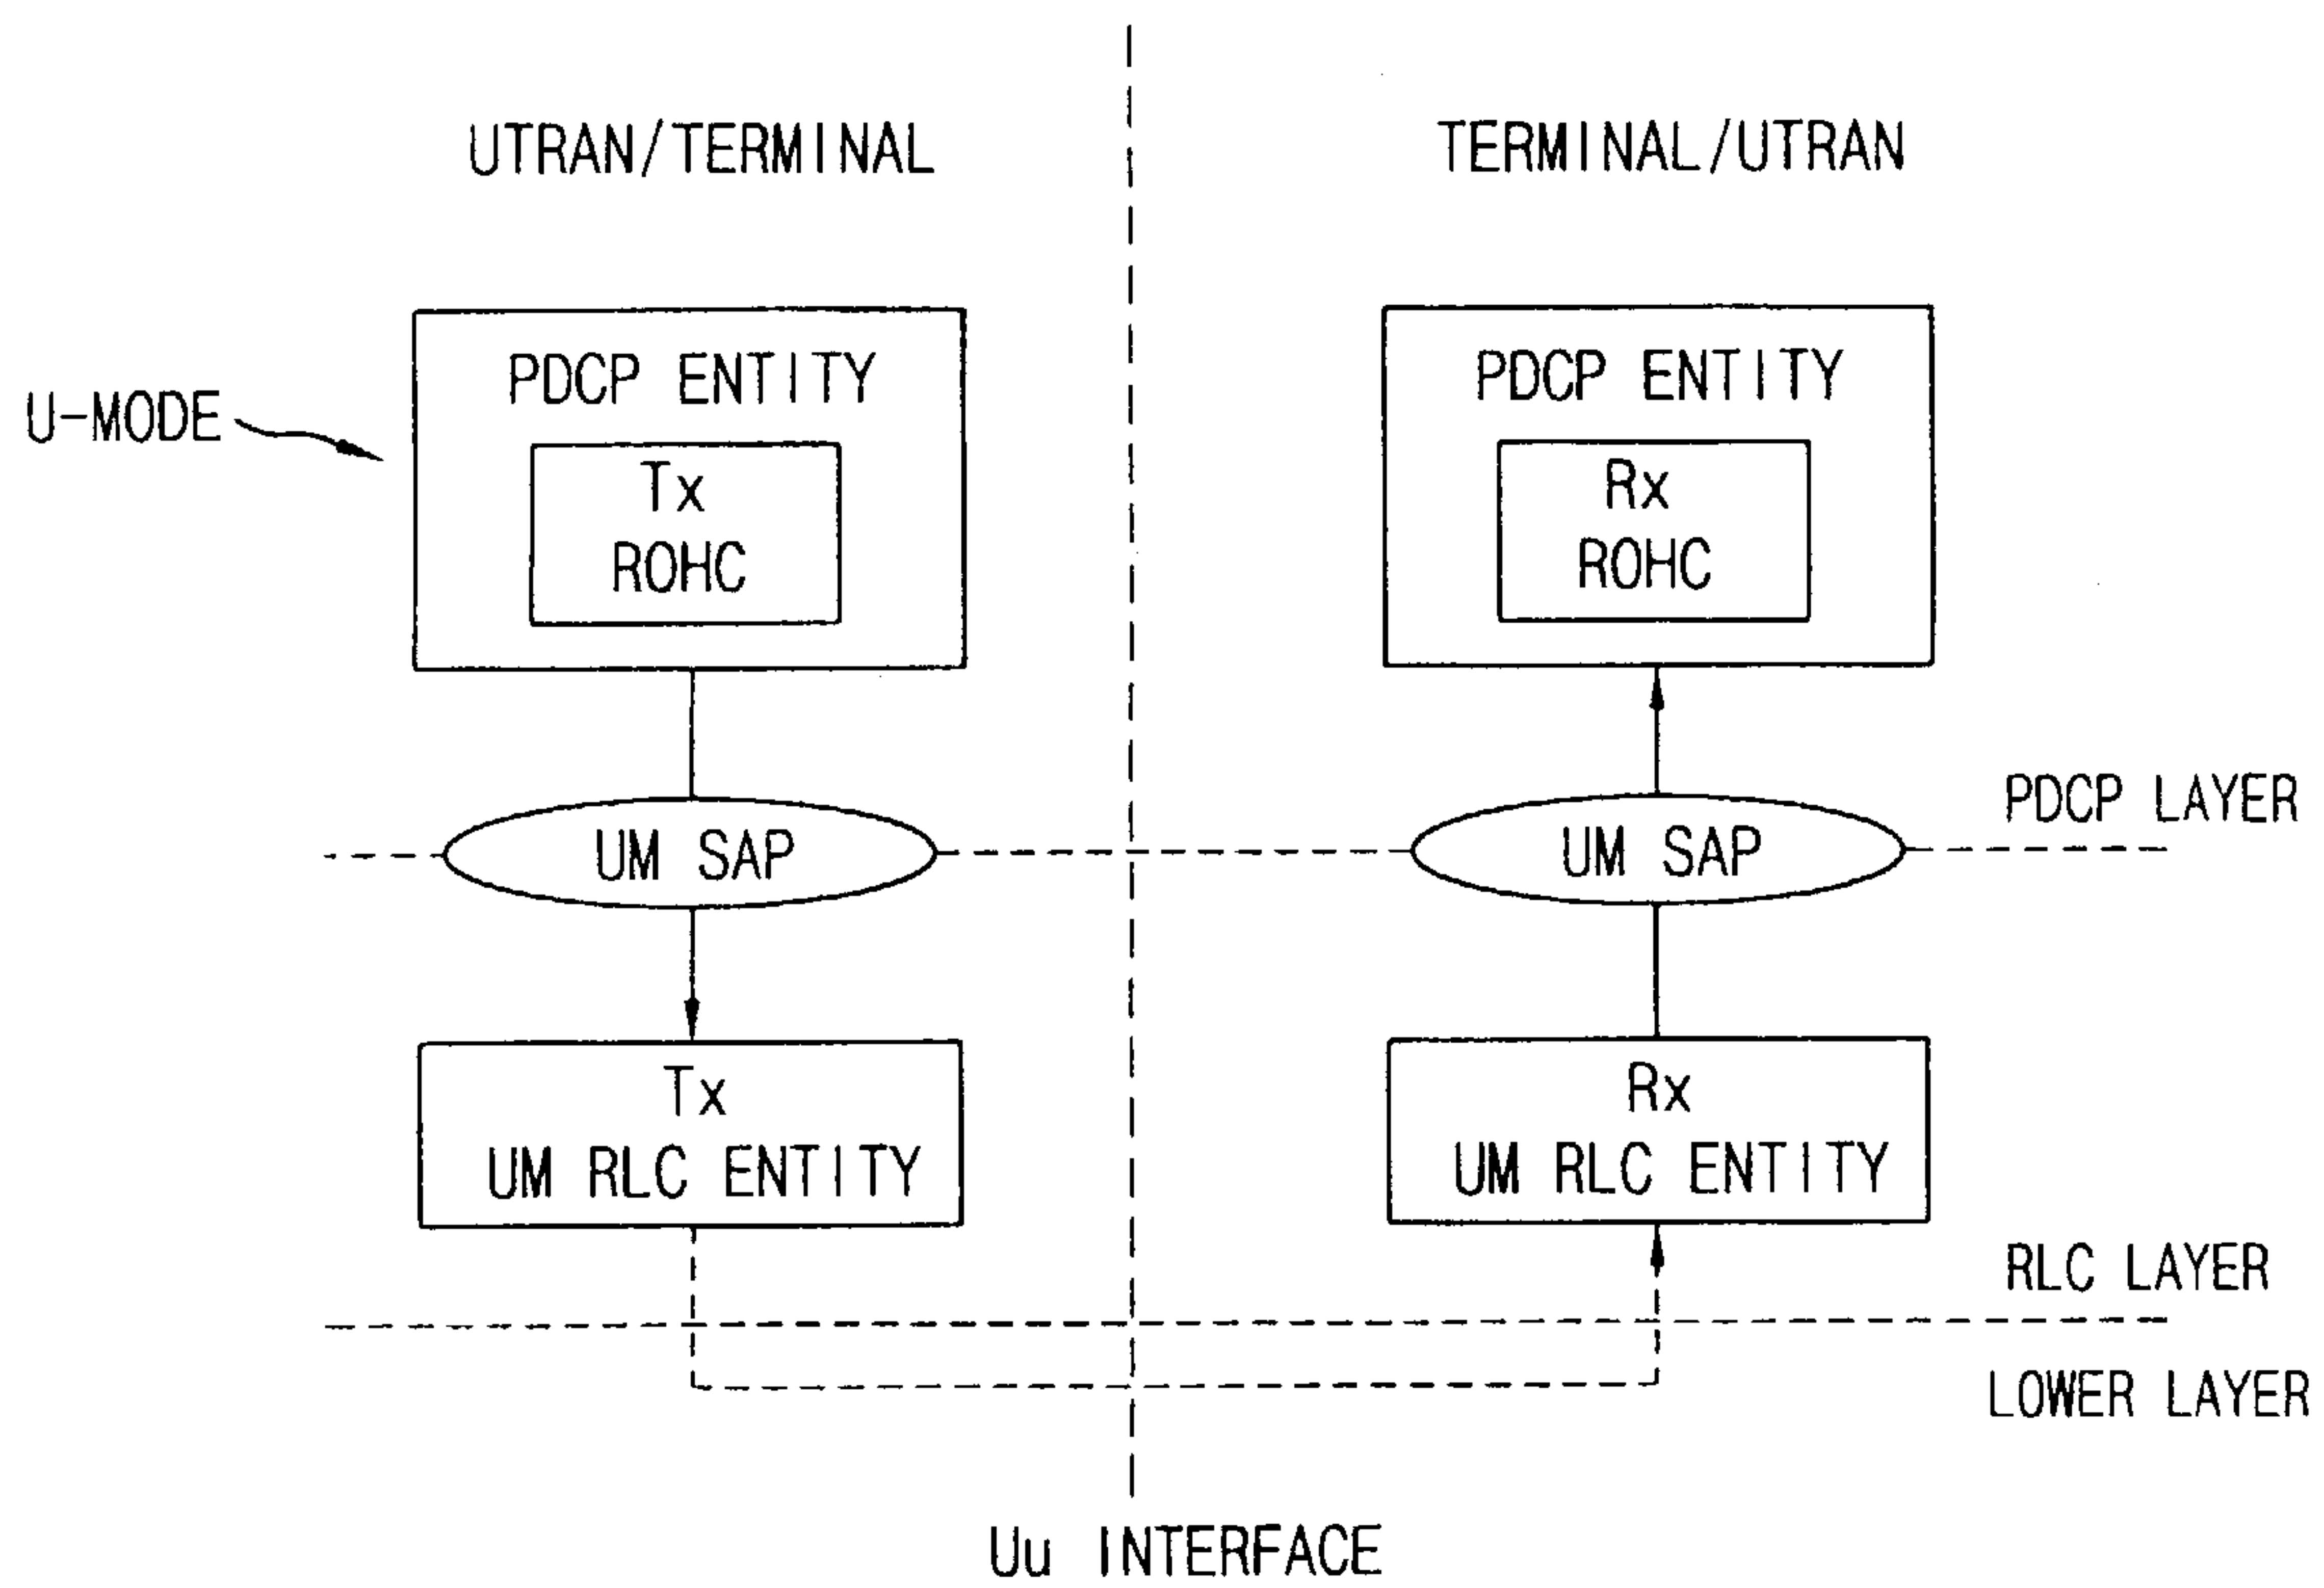 UTRAN/TERMINAL
TERMINAL/UTRAN
U-MODE
PDCP ENTITY
Tx
ROHC
PDCP ENTITY
Rx
ROHC
UM SAP
UM SAP
PDCP LAYER
Tx
UM RLC ENTITY
Rx
UM RLC ENTITY
RLC LAYER
LOWER LAYER
Uu INTERFACE